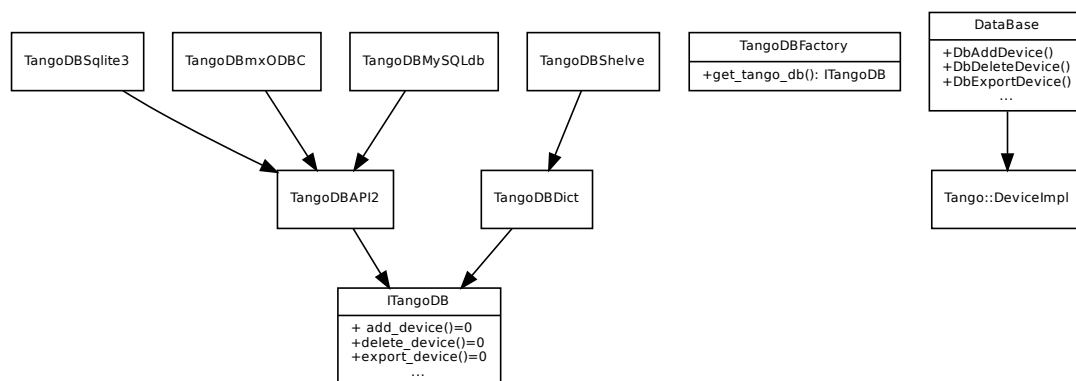 TangoDBSqlite3
TangoDBmxODBC
TangoDBMySQLdb
TangoDBShelve
TangoDBFactory
+get_tango_db(): ITangoDB
DataBase
+DbAddDevice()
+DbDeleteDevice()
+DbExportDevice()
...
TangoDBAPI2
TangoDBDict
Tango::DeviceImpl
ITangoDB
+ add_device()=0
+delete_device()=0
+export_device()=0
...